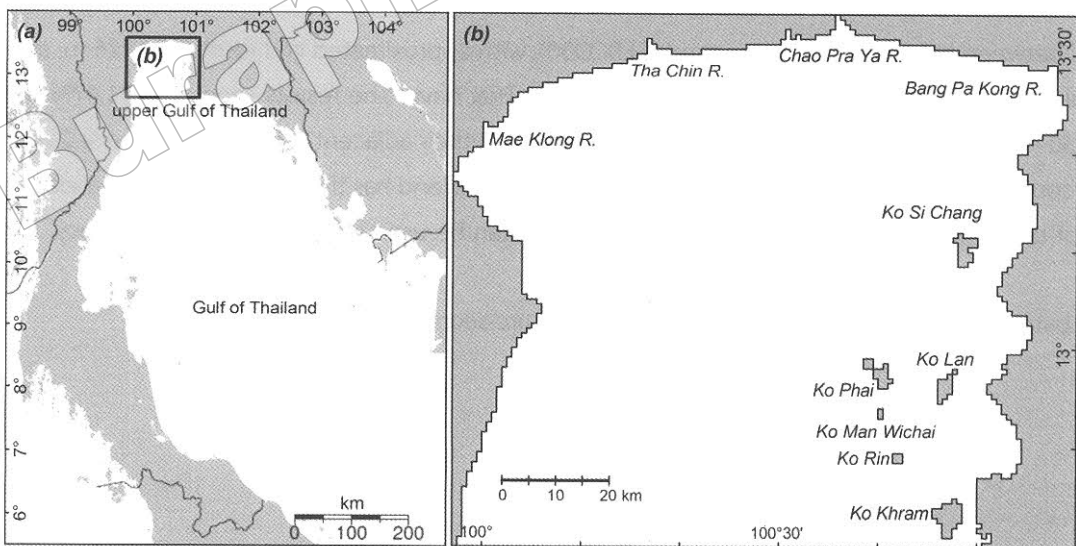 (a)
99° 100° 101° 102° 103° 104°
(b)
13°
upper Gulf of Thailand
12°
11°
10°
Gulf of Thailand
9°
8°
7°
6°
km
0 100 200
Burap
(b)
Tha Chin R.
Chao Pra Ya R.
13°30'
Bang Pa Kong R.
Mae Klong R.
Ko Si Chang
13°
Ko Lan
Ko Phai
Ko Man Wichai
Ko Rin
0 10 20 km
Ko Khram
100°
100°30'